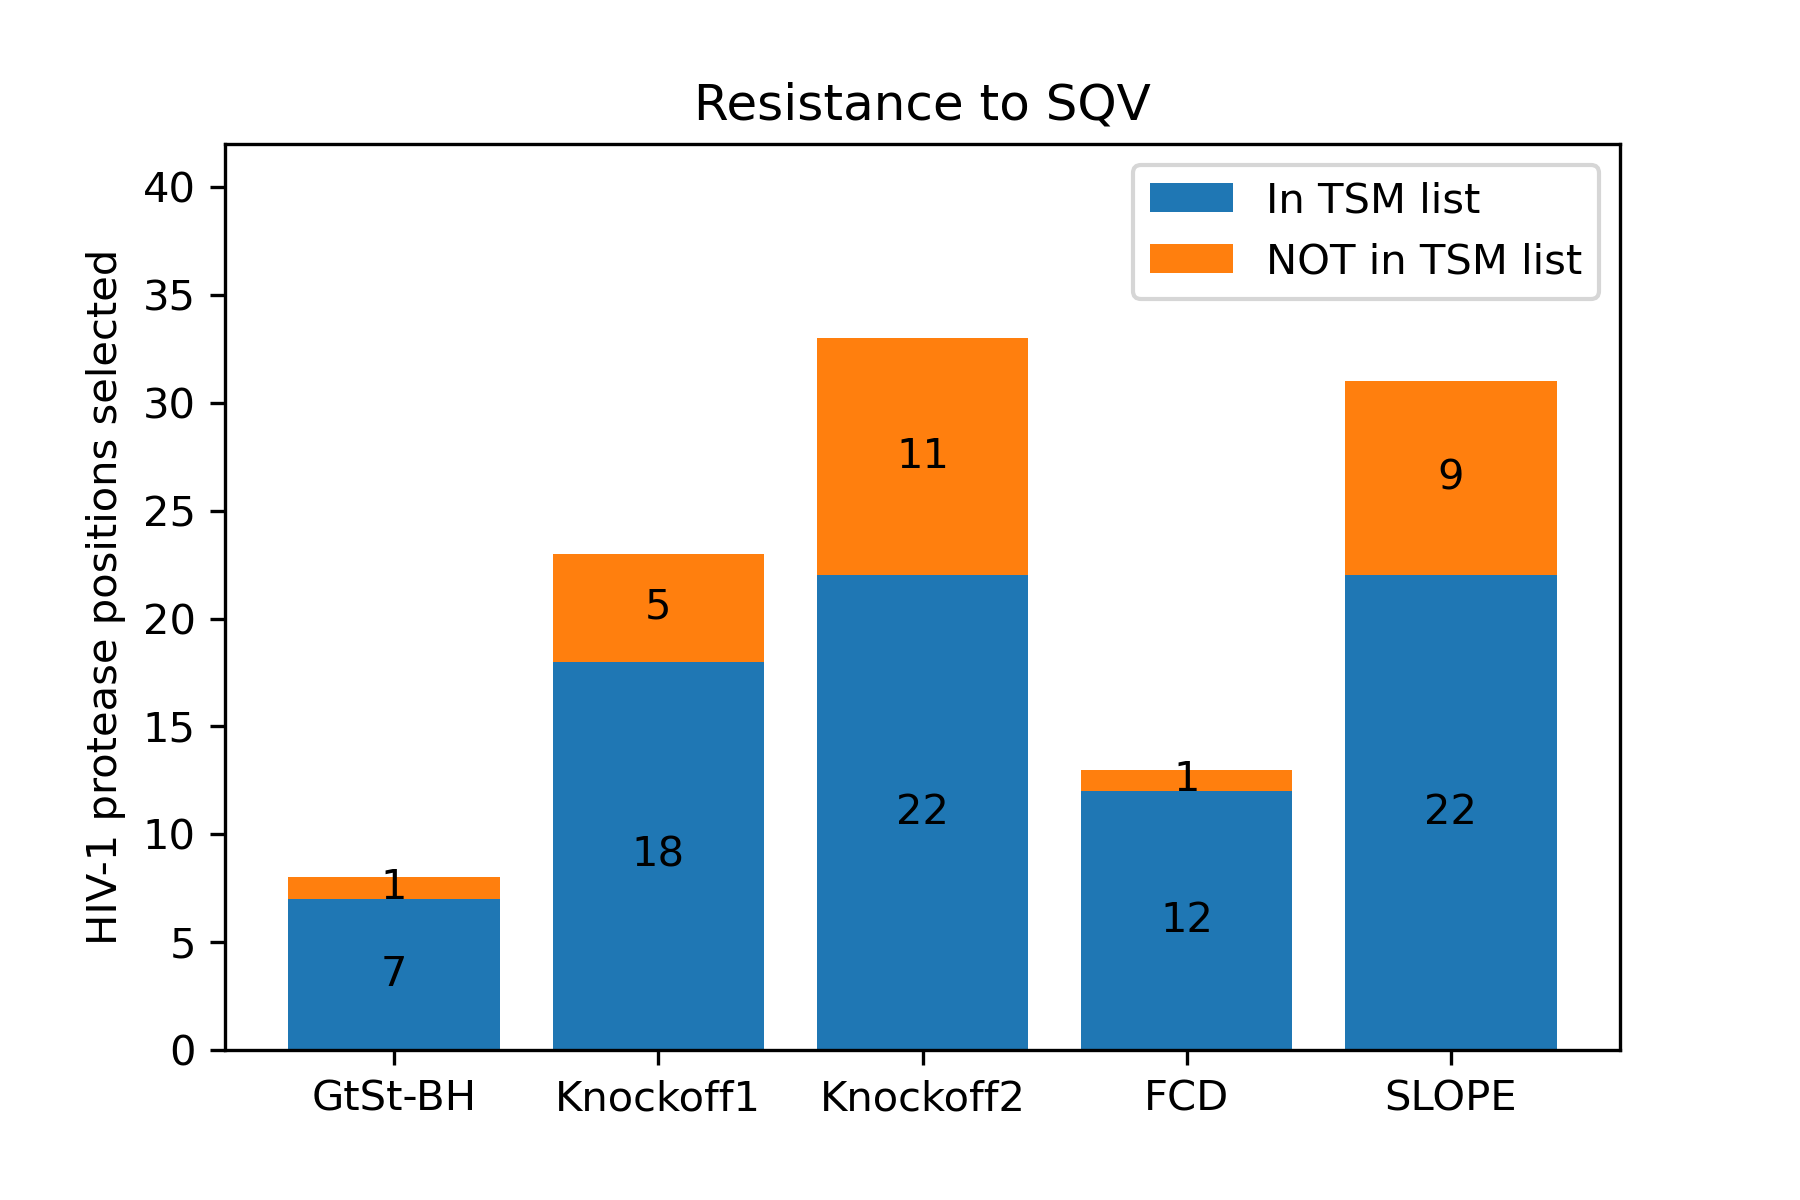 Resistance to SQV
In TSM list
NOT in TSM list
HIV-1 protease positions selected
40
35
30
25
20
15
10
5
0
1
7
5
18
11
22
1
12
9
22
GtSt-BH
Knockoff1
Knockoff2
FCD
SLOPE